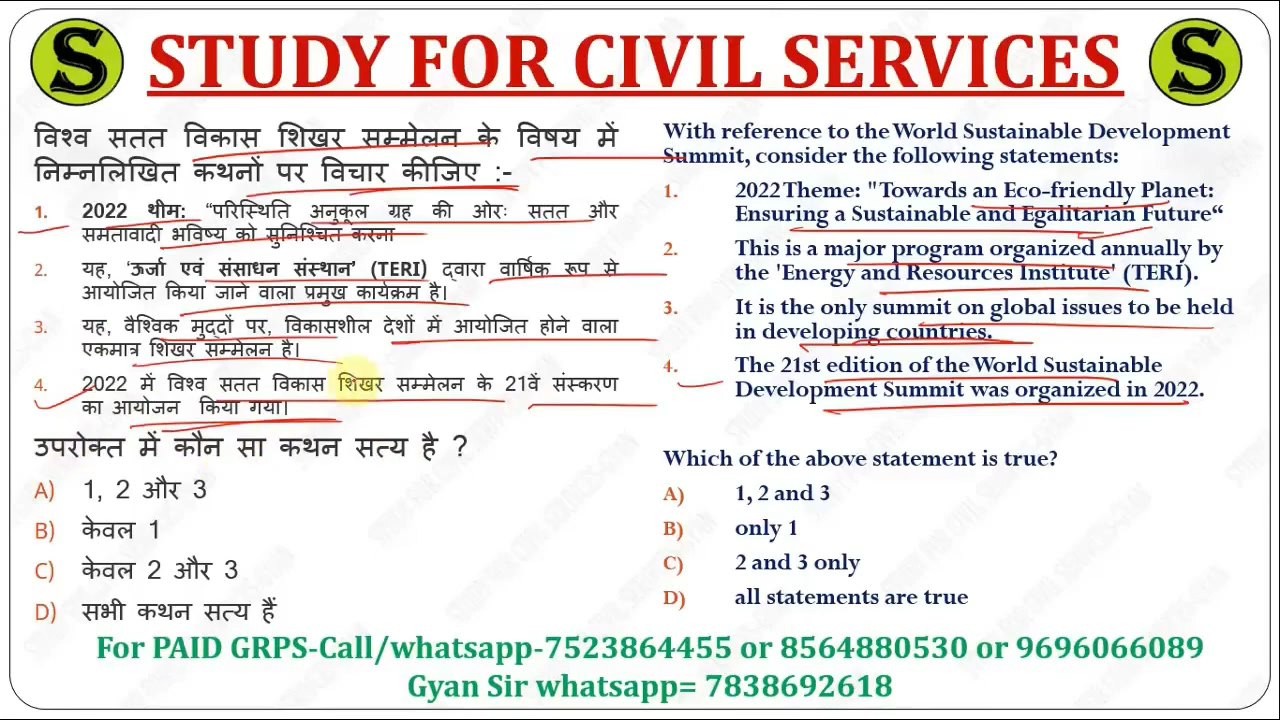 S STUDY FOR CIVIL SERVICES S
विश्व सतत विकास शिखर सम्मेलन के विषय में
निम्नलिखित कथनों पर विचार कीजिए :-
1. 2022 थीम: “परिस्थिति अनुकूल ग्रह की ओरः सतत और
समतावादी भविष्य को सुनिश्चित करना
2. यह, ‘ऊर्जा एवं संसाधन संस्थान’ (TERI) द्वारा वार्षिक रूप से
आयोजित किया जाने वाला प्रमुख कार्यक्रम है।
3. यह, वैश्विक मुद्दों पर, विकासशील देशों में आयोजित होने वाला
एकमात्र शिखर सम्मेलन है।
4. 2022 में विश्व सतत विकास शिखर सम्मेलन के 21वें संस्करण
का आयोजन किया गया।
उपरोक्त में कौन सा कथन सत्य है ?
A) 1, 2 और 3
B) केवल 1
C) केवल 2 और 3
D) सभी कथन सत्य हैं
With reference to the World Sustainable Development
Summit, consider the following statements:
1. 2022 Theme: "Towards an Eco-friendly Planet:
Ensuring a Sustainable and Egalitarian Future“
2. This is a major program organized annually by
the 'Energy and Resources Institute' (TERI).
3. It is the only summit on global issues to be held
in developing countries.
4. The 21st edition of the World Sustainable
Development Summit was organized in 2022.
Which of the above statement is true?
A) 1, 2 and 3
B) only 1
C) 2 and 3 only
D) all statements are true
For PAID GRPS-Call/whatsapp-7523864455 or 8564880530 or 9696066089
Gyan Sir whatsapp= 7838692618